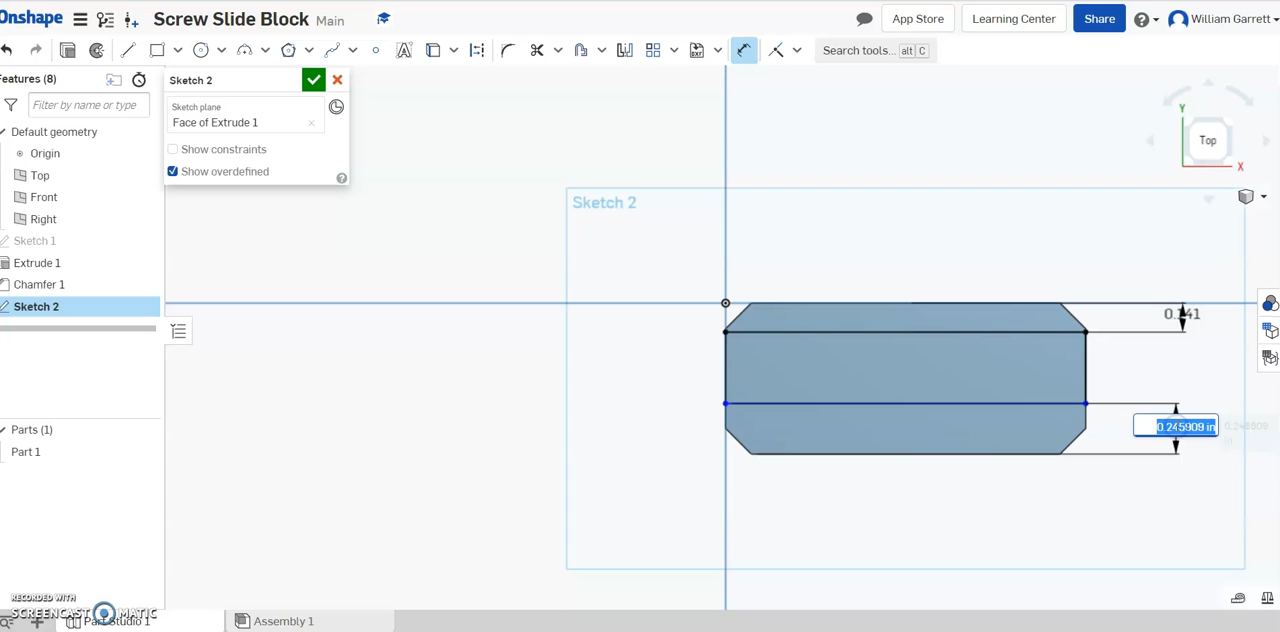 Onshape
Screw Slide Block Main
App Store
Learning Center
Share
William Garrett
Search tools... alt C
Features (8)
Filter by name or type
Default geometry
Origin
Top
Front
Right
Sketch 1
Extrude 1
Chamfer 1
Sketch 2
Parts (1)
Part 1
Sketch 2
Sketch plane
Face of Extrude 1
Show constraints
Show overdefined
Sketch 2
Y
Top
X
0.141
0.245909 in
RECORDED WITH
SCREENCAST MATIC
Part Studio 1
Assembly 1